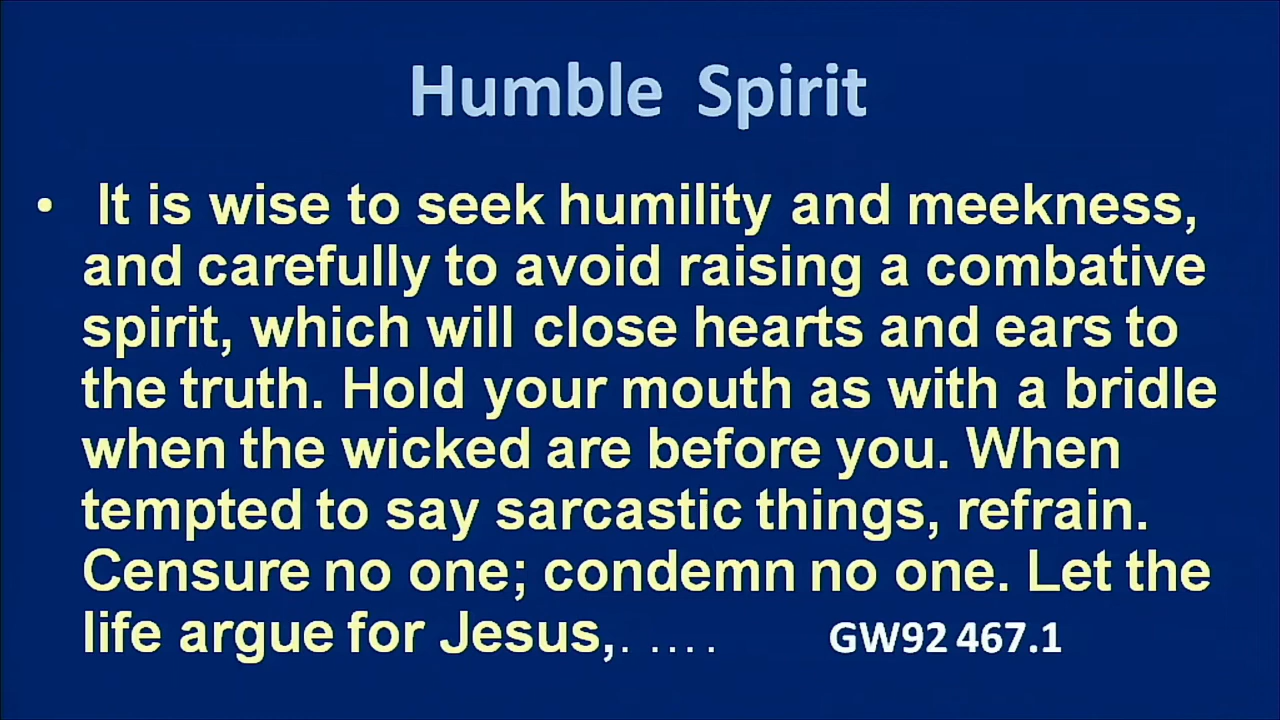 Humble Spirit
• It is wise to seek humility and meekness,
and carefully to avoid raising a combative
spirit, which will close hearts and ears to
the truth. Hold your mouth as with a bridle
when the wicked are before you. When
tempted to say sarcastic things, refrain.
Censure no one; condemn no one. Let the
life argue for Jesus,. .... GW92 467.1